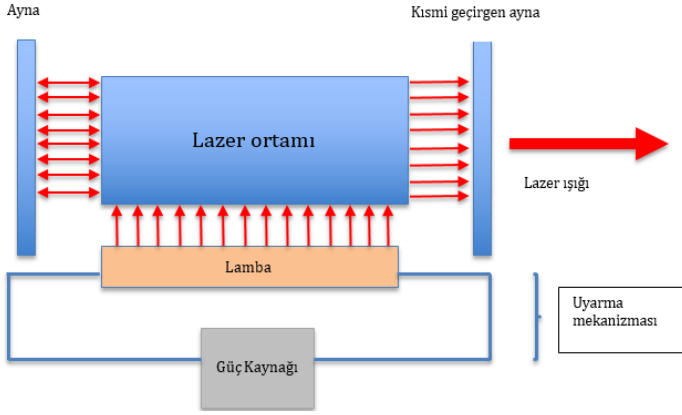 Ayna
Kısmi geçirgen ayna
Lazer ortamı
Lazer ışığı
Lamba
Uyarma
mekanizması
Güç Kaynağı